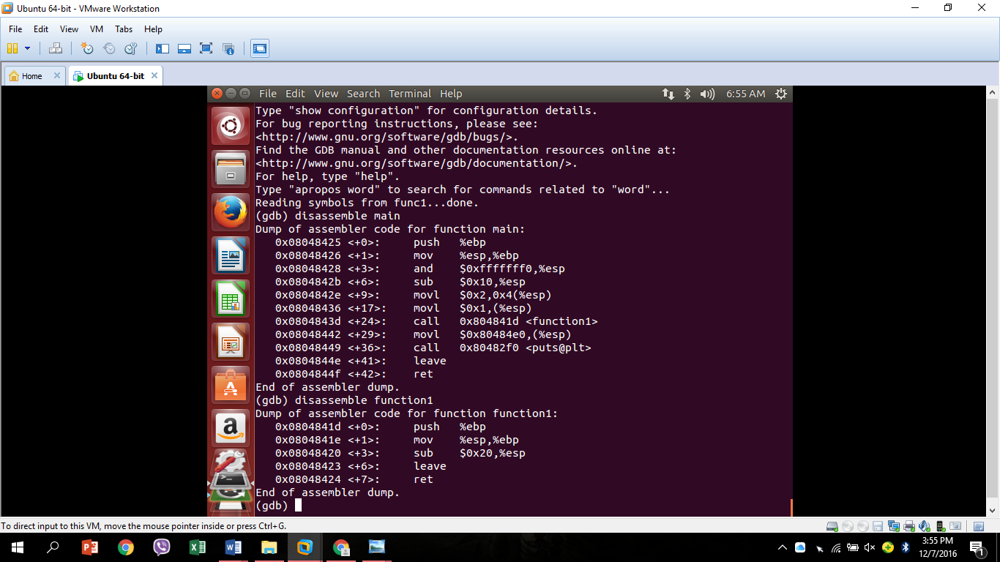 Ubuntu 64-bit - VMware Workstation
File Edit View VM Tabs Help
Home Ubuntu 64-bit
File Edit View Search Terminal Help 6:55 AM
Type "show configuration" for configuration details.
For bug reporting instructions, please see:
<http://www.gnu.org/software/gdb/bugs/>.
Find the GDB manual and other documentation resources online at:
<http://www.gnu.org/software/gdb/documentation/>.
For help, type "help".
Type "apropos word" to search for commands related to "word"...
Reading symbols from func1...done.
(gdb) disassemble main
Dump of assembler code for function main:
   0x08048425 <+0>:     push   %ebp
   0x08048426 <+1>:     mov    %esp,%ebp
   0x08048428 <+3>:     and    $0xfffffff0,%esp
   0x0804842b <+6>:     sub    $0x10,%esp
   0x0804842e <+9>:     movl   $0x2,0x4(%esp)
   0x08048436 <+17>:    movl   $0x1,(%esp)
   0x0804843d <+24>:    call   0x804841d <function1>
   0x08048442 <+29>:    movl   $0x80484e0,(%esp)
   0x08048449 <+36>:    call   0x80482f0 <puts@plt>
   0x0804844e <+41>:    leave
   0x0804844f <+42>:    ret
End of assembler dump.
(gdb) disassemble function1
Dump of assembler code for function function1:
   0x0804841d <+0>:     push   %ebp
   0x0804841e <+1>:     mov    %esp,%ebp
   0x08048420 <+3>:     sub    $0x20,%esp
   0x08048423 <+6>:     leave
   0x08048424 <+7>:     ret
End of assembler dump.
(gdb)
To direct input to this VM, move the mouse pointer inside or press Ctrl+G.
3:55 PM
12/7/2016
1